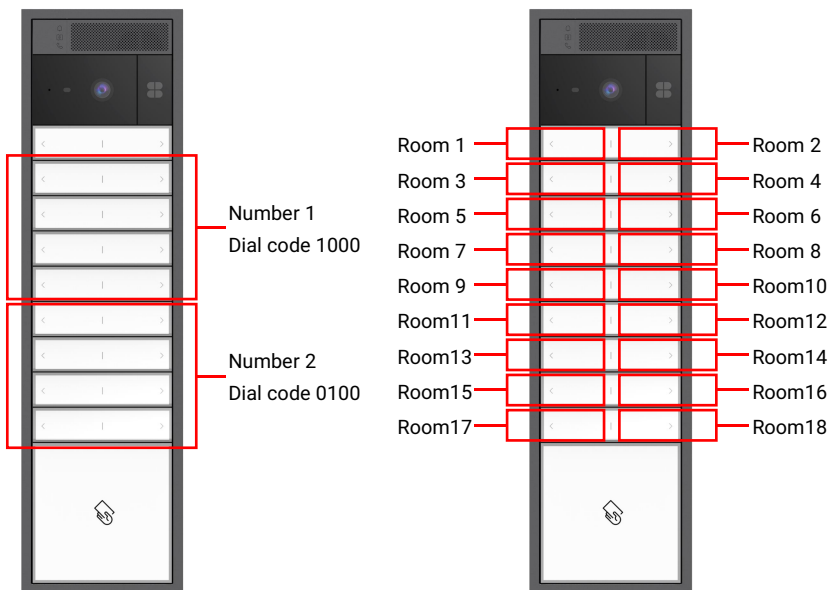 Number 1
Dial code 1000
Number 2
Dial code 0100
Room 1
Room 2
Room 3
Room 4
Room 5
Room 6
Room 7
Room 8
Room 9
Room10
Room11
Room12
Room13
Room14
Room15
Room16
Room17
Room18